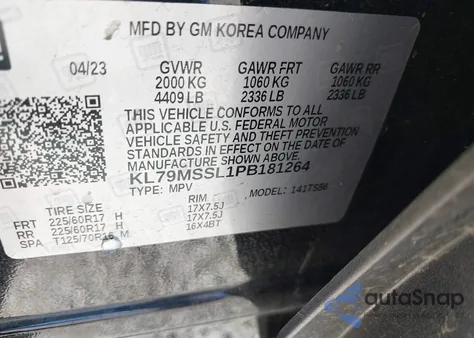 MFD BY GM KOREA COMPANY
04/23 GVWR GAWR FRT GAWR RR
2000 KG 1060 KG 1060 KG
4409 LB 2336 LB 2336 LB
THIS VEHICLE CONFORMS TO ALL
APPLICABLE U.S. FEDERAL MOTOR
VEHICLE SAFETY AND THEFT PREVENTION
STANDARDS IN EFFECT ON THE DATE OF
MANUFACTURE SHOWN ABOVE.
KL79MSSL1PB181264
TYPE: MPV MODEL: 141TS56
TIRE SIZE RIM
FRT 225/60R17 H 17X7.5J
RR 225/60R17 H 17X7.5J
SPA T125/70R16 M 16X4BT
autoSnap